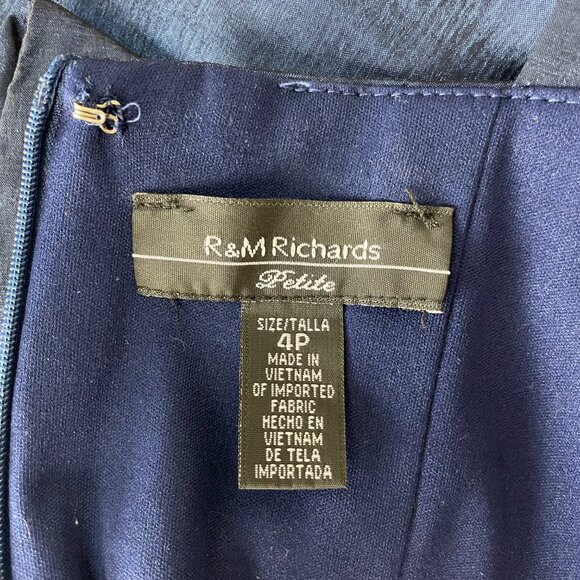 R&M Richards
Petite
SIZE/TALLA
4P
MADE IN
VIETNAM
OF IMPORTED
FABRIC
HECHO EN
VIETNAM
DE TELA
IMPORTADA